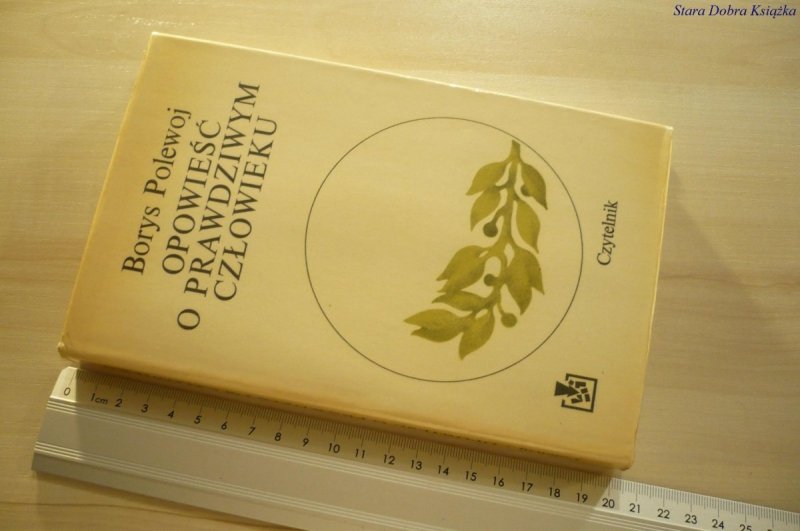 Stara Dobra Książka
Borys Polewoj
OPOWIEŚĆ
O PRAWDZIWYM
CZŁOWIEKU
Czytelnik
0 1cm 2 3 4 5 6 7 8 9 10 11 12 13 14 15 16 17 18 19 20 21 22 23 24 25